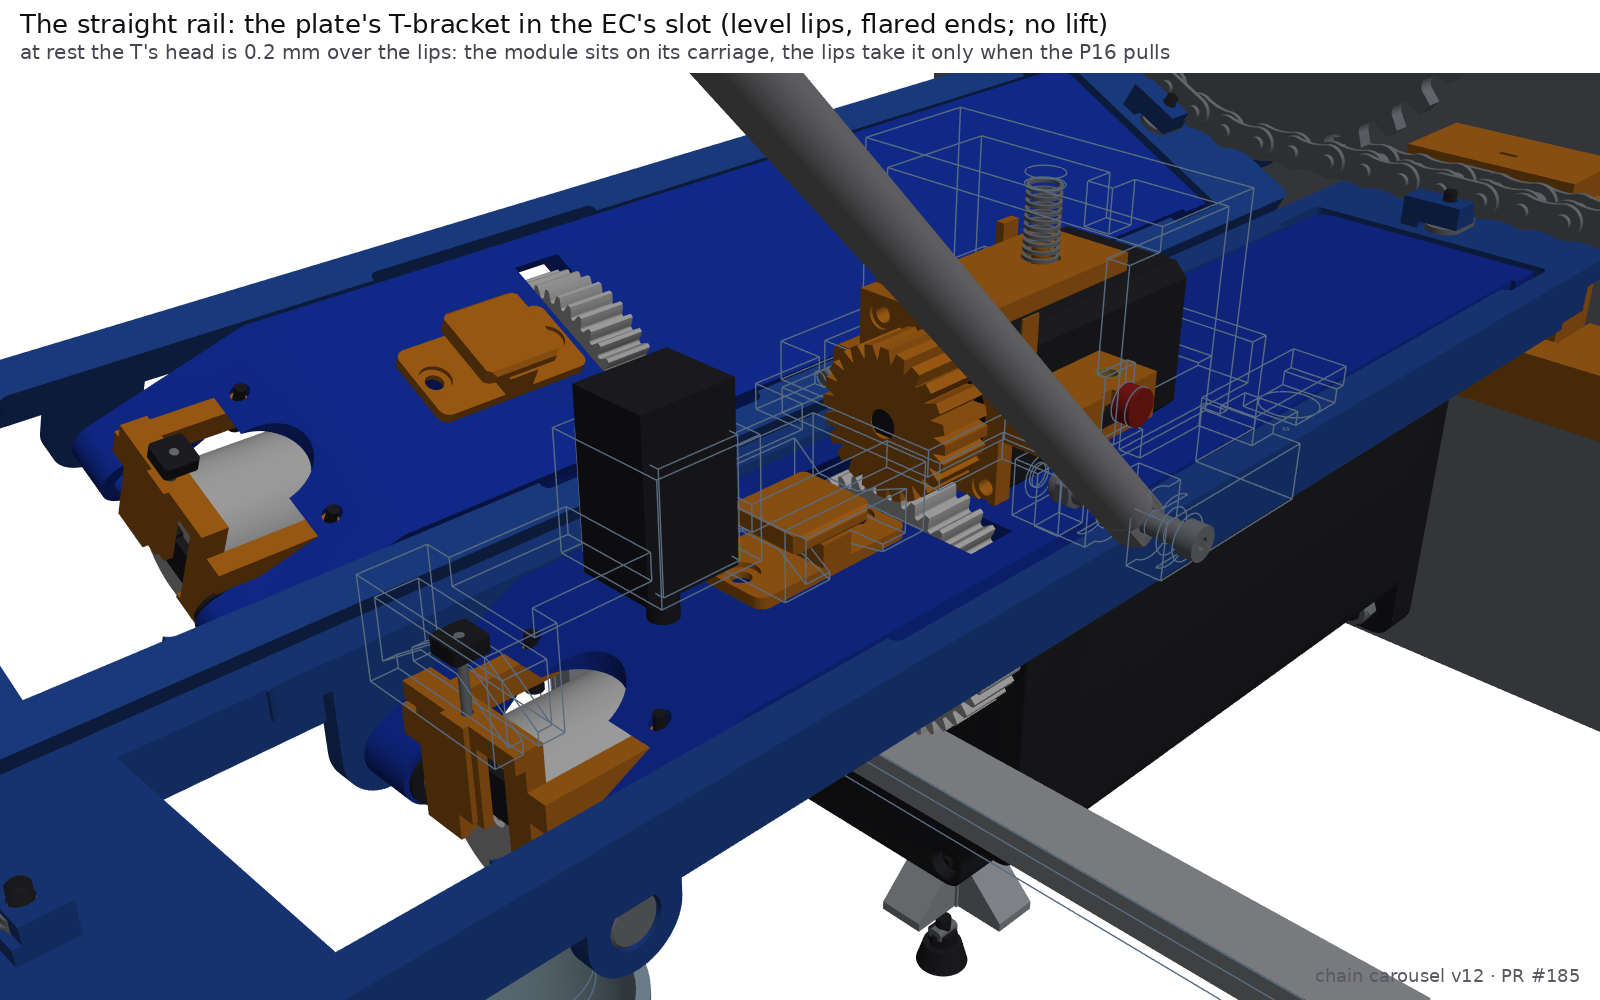 The straight rail: the plate's T-bracket in the EC's slot (level lips, flared ends; no lift)
at rest the T's head is 0.2 mm over the lips: the module sits on its carriage, the lips take it only when the P16 pulls
chain carousel v12 · PR #185